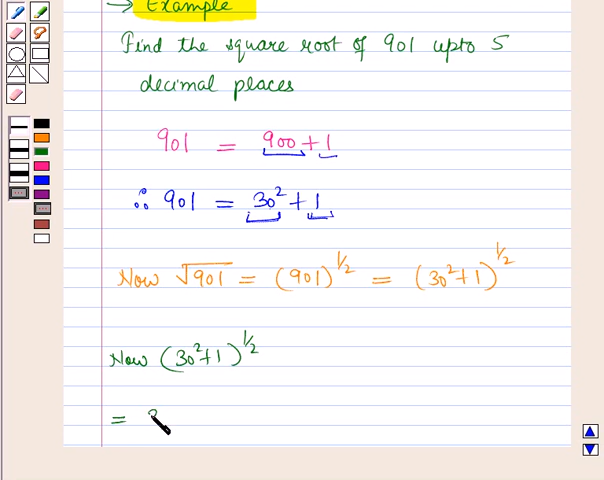 → Example
Find the square root of 901 upto 5
decimal places
901 = 900 + 1
∴ 901 = 30² + 1
Now √901 = (901)^1/2 = (30²+1)^1/2
Now (30²+1)^1/2
=